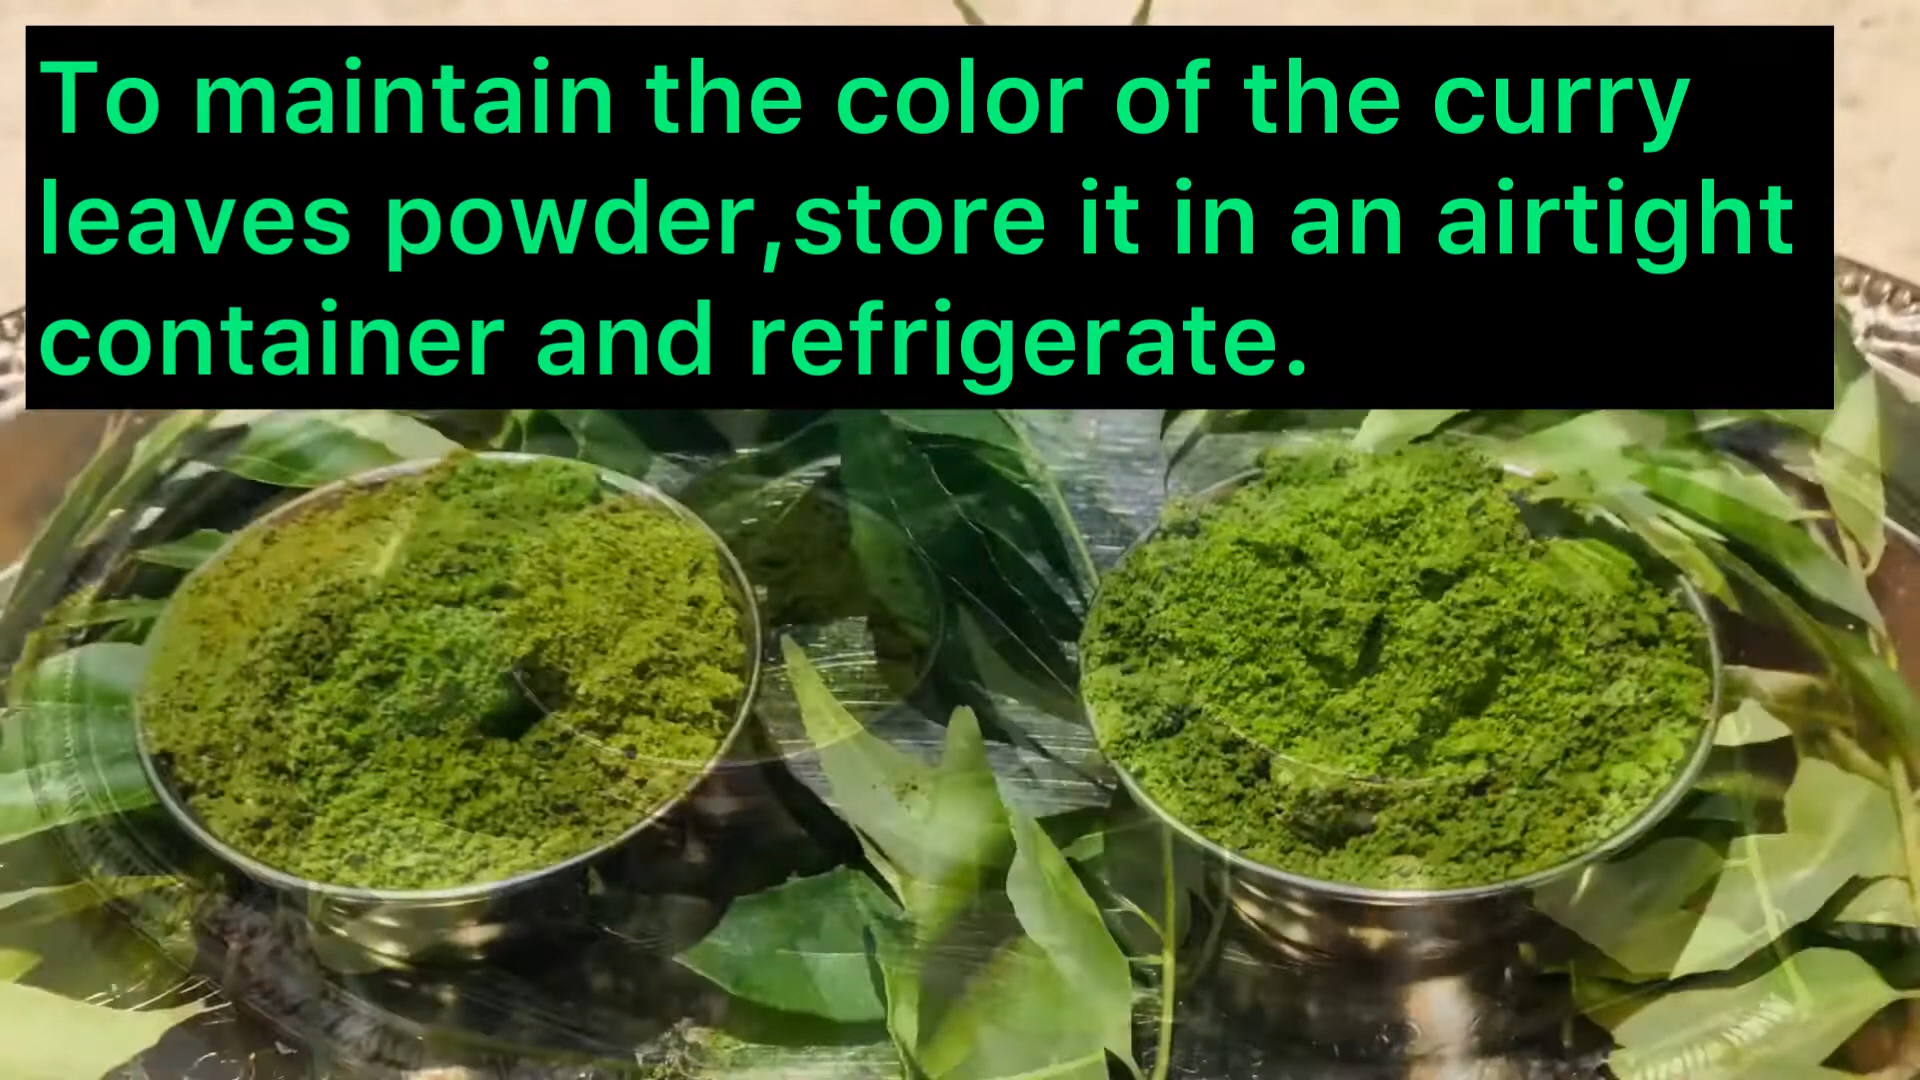 To maintain the color of the curry
leaves powder,store it in an airtight
container and refrigerate.